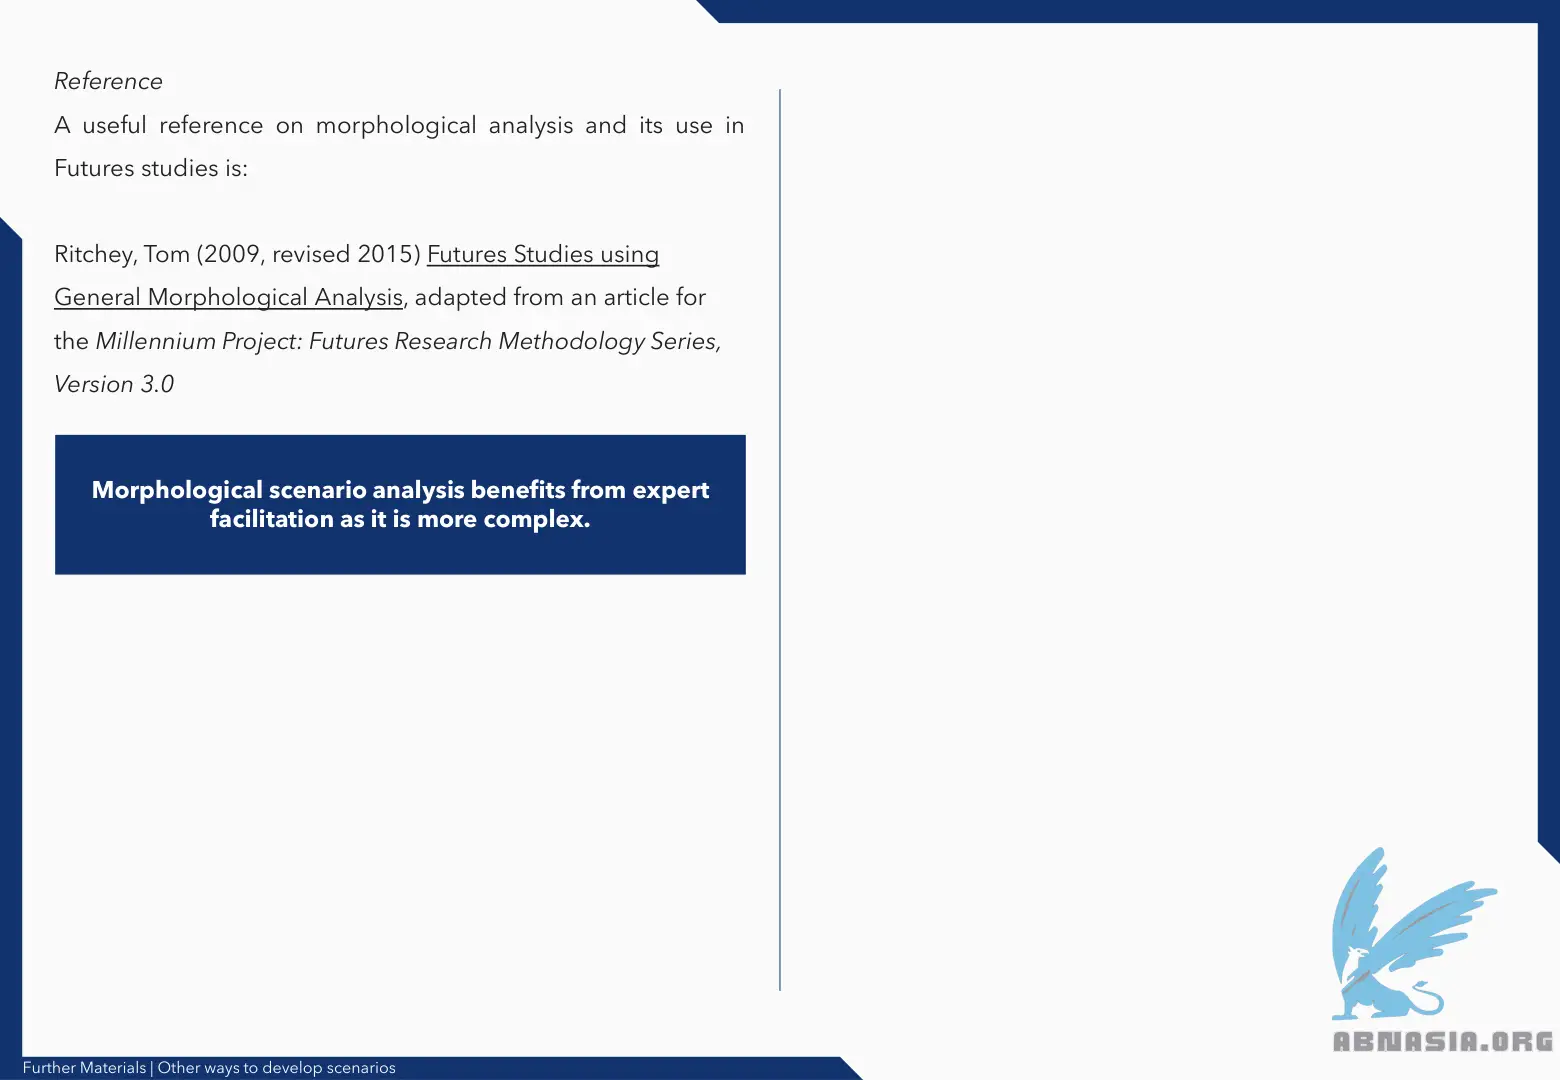 Reference
A useful reference on morphological analysis and its use in
Futures studies is:
Ritchey, Tom (2009, revised 2015) Futures Studies using
General Morphological Analysis, adapted from an article for
the Millennium Project: Futures Research Methodology Series,
Version 3.0
Morphological scenario analysis benefits from expert
facilitation as it is more complex.
ABNASIA.ORG
Further Materials | Other ways to develop scenarios